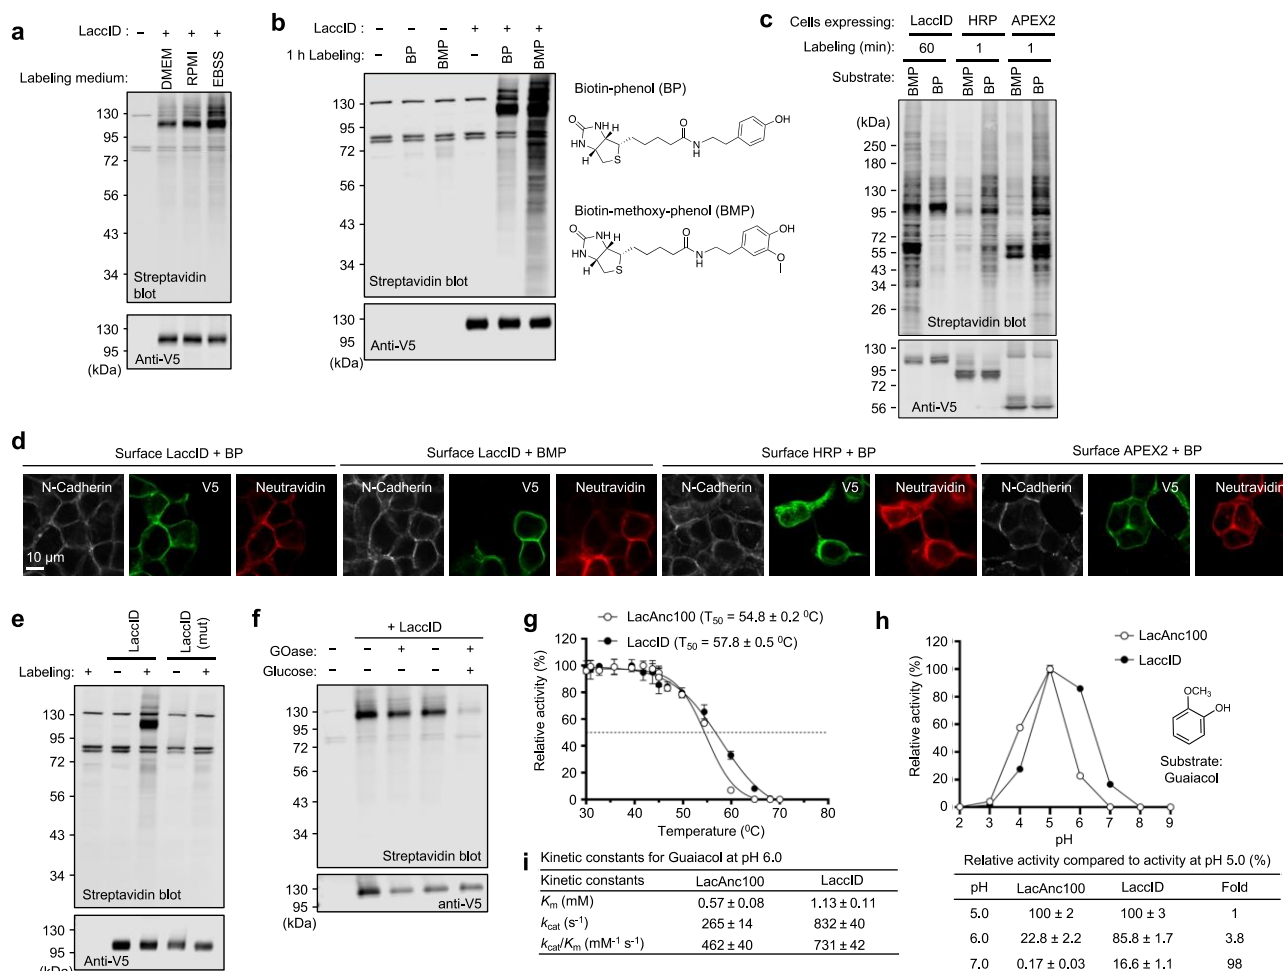 a
LaccID : – + + +
Labeling medium: DMEM RPMI EBSS
130
95
72
56
43
34
Streptavidin
blot
130
95
(kDa)
Anti-V5
b
LaccID : – – – + + +
1 h Labeling: – BP BMP – BP BMP
130
95
72
56
43
34
Streptavidin blot
130
95
(kDa)
Anti-V5
Biotin-phenol (BP)
O
HN NH
H H
S
O
N
H
OH
Biotin-methoxy-phenol (BMP)
O
HN NH
H H
S
O
N
H
OH
O
c
Cells expressing: LaccID HRP APEX2
Labeling (min): 60 1 1
Substrate: BMP BP BMP BP BMP BP
(kDa)
250
180
130
95
72
55
43
34
26
Streptavidin blot
130
95
72
56
Anti-V5
d
Surface LaccID + BP
Surface LaccID + BMP
Surface HRP + BP
Surface APEX2 + BP
N-Cadherin V5 Neutravidin
N-Cadherin V5 Neutravidin
N-Cadherin V5 Neutravidin
N-Cadherin V5 Neutravidin
10 µm
e
LaccID
LaccID
(mut)
Labeling: + – + – +
130
95
72
56
43
34
Streptavidin blot
130
95
(kDa)
Anti-V5
f
+ LaccID
GOase: – – + – +
Glucose: – – – – +
130
95
72
56
43
34
Streptavidin blot
130
95
(kDa)
anti-V5
g
LacAnc100 (T50 = 54.8 ± 0.2 ⁰C)
LaccID (T50 = 57.8 ± 0.5 ⁰C)
Relative activity (%)
120
100
80
60
40
20
0
30 40 50 60 70 80
Temperature (⁰C)
h
LacAnc100
LaccID
Relative activity (%)
120
100
80
60
40
20
0
2 3 4 5 6 7 8 9
pH
OCH3
OH
Substrate:
Guaiacol
i
Kinetic constants for Guaiacol at pH 6.0
Kinetic constants LacAnc100 LaccID
Km (mM) 0.57 ± 0.08 1.13 ± 0.11
kcat (s⁻¹) 265 ± 14 832 ± 40
kcat/Km (mM⁻¹ s⁻¹) 462 ± 40 731 ± 42
Relative activity compared to activity at pH 5.0 (%)
pH LacAnc100 LaccID Fold
5.0 100 ± 2 100 ± 3 1
6.0 22.8 ± 2.2 85.8 ± 1.7 3.8
7.0 0.17 ± 0.03 16.6 ± 1.1 98